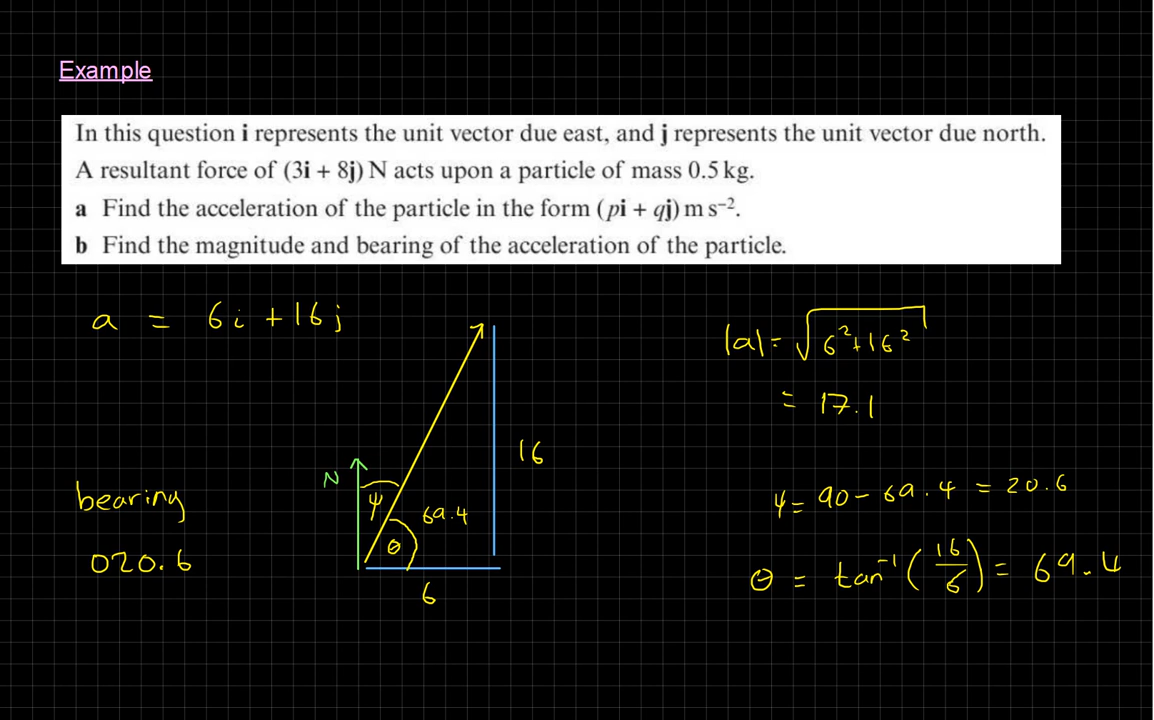 Example
In this question i represents the unit vector due east, and j represents the unit vector due north.
A resultant force of (3i + 8j) N acts upon a particle of mass 0.5 kg.
a Find the acceleration of the particle in the form (pi + qj) m s⁻².
b Find the magnitude and bearing of the acceleration of the particle.
a = 6i + 16j
|a| = √6² + 16²
= 17.1
16
N
bearing
ψ
69.4
ψ = 90 - 69.4 = 20.6
θ
020.6
θ = tan⁻¹(16/6) = 69.4
6